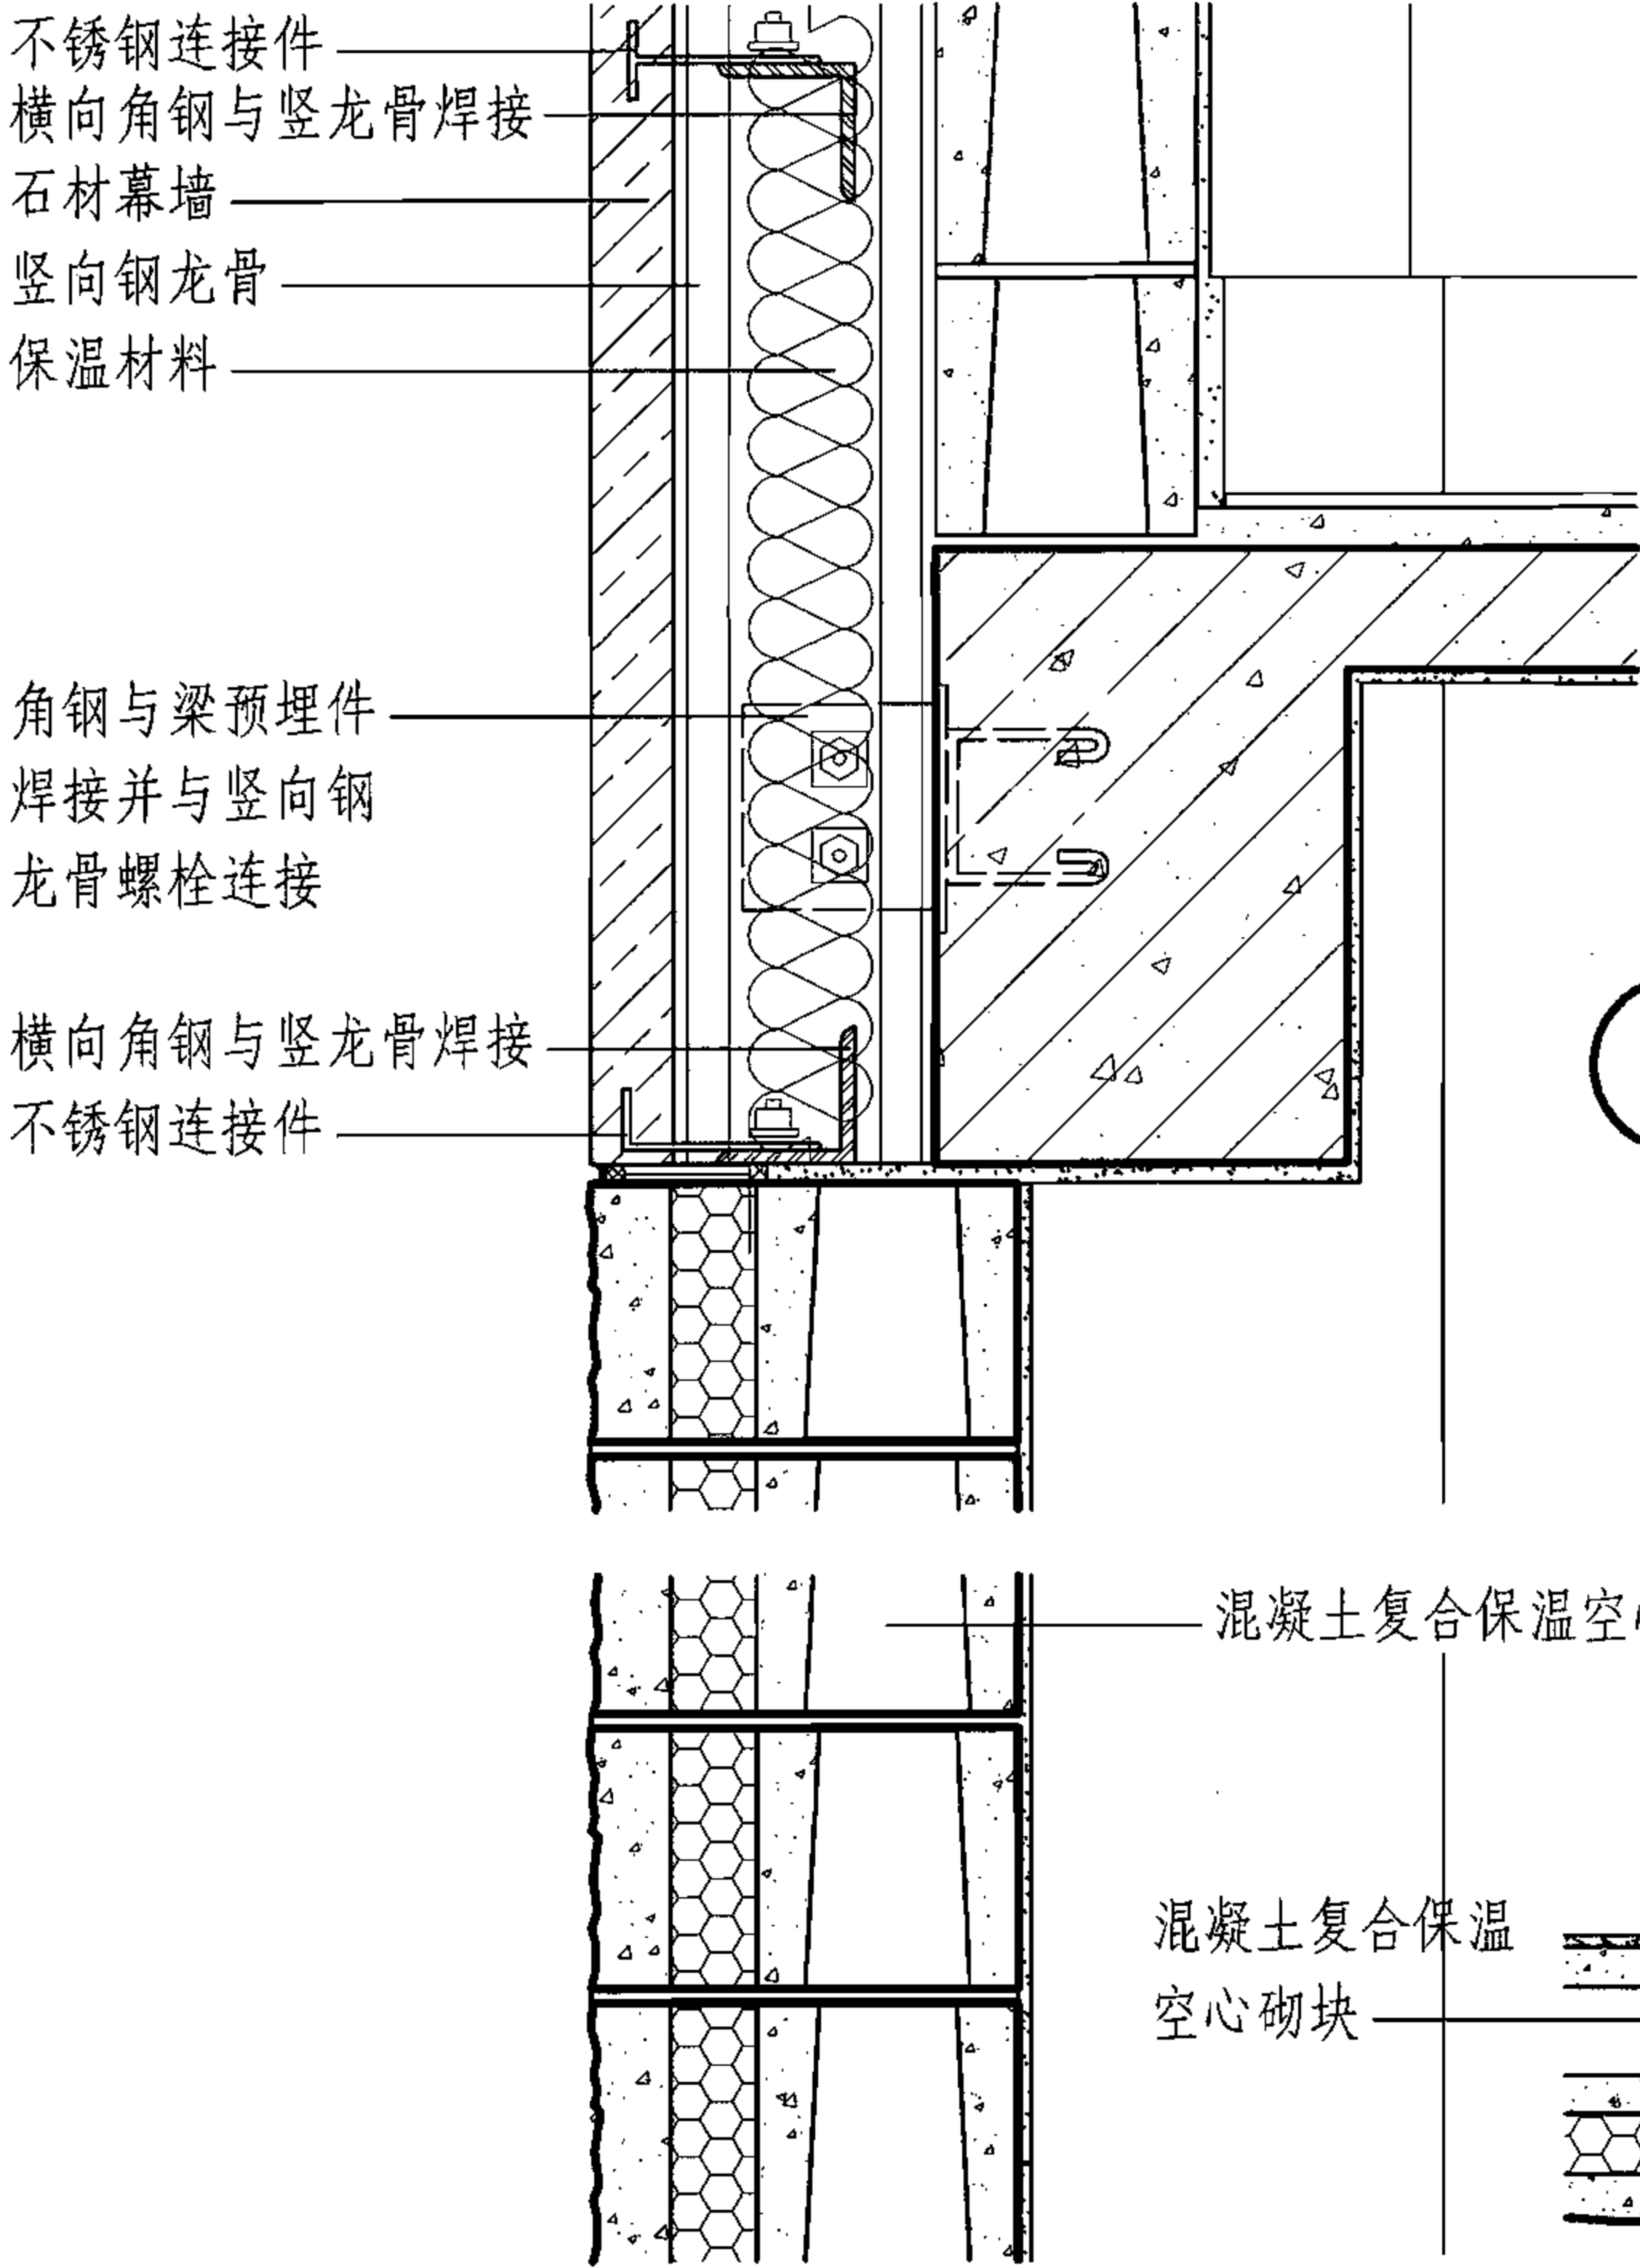 不锈钢连接件
横向角钢与竖龙骨焊接
石材幕墙
竖向钢龙骨
保温材料
角钢与梁预埋件
焊接并与竖向钢
龙骨螺栓连接
横向角钢与竖龙骨焊接
不锈钢连接件
混凝土复合保温空
混凝土复合保温
空心砌块